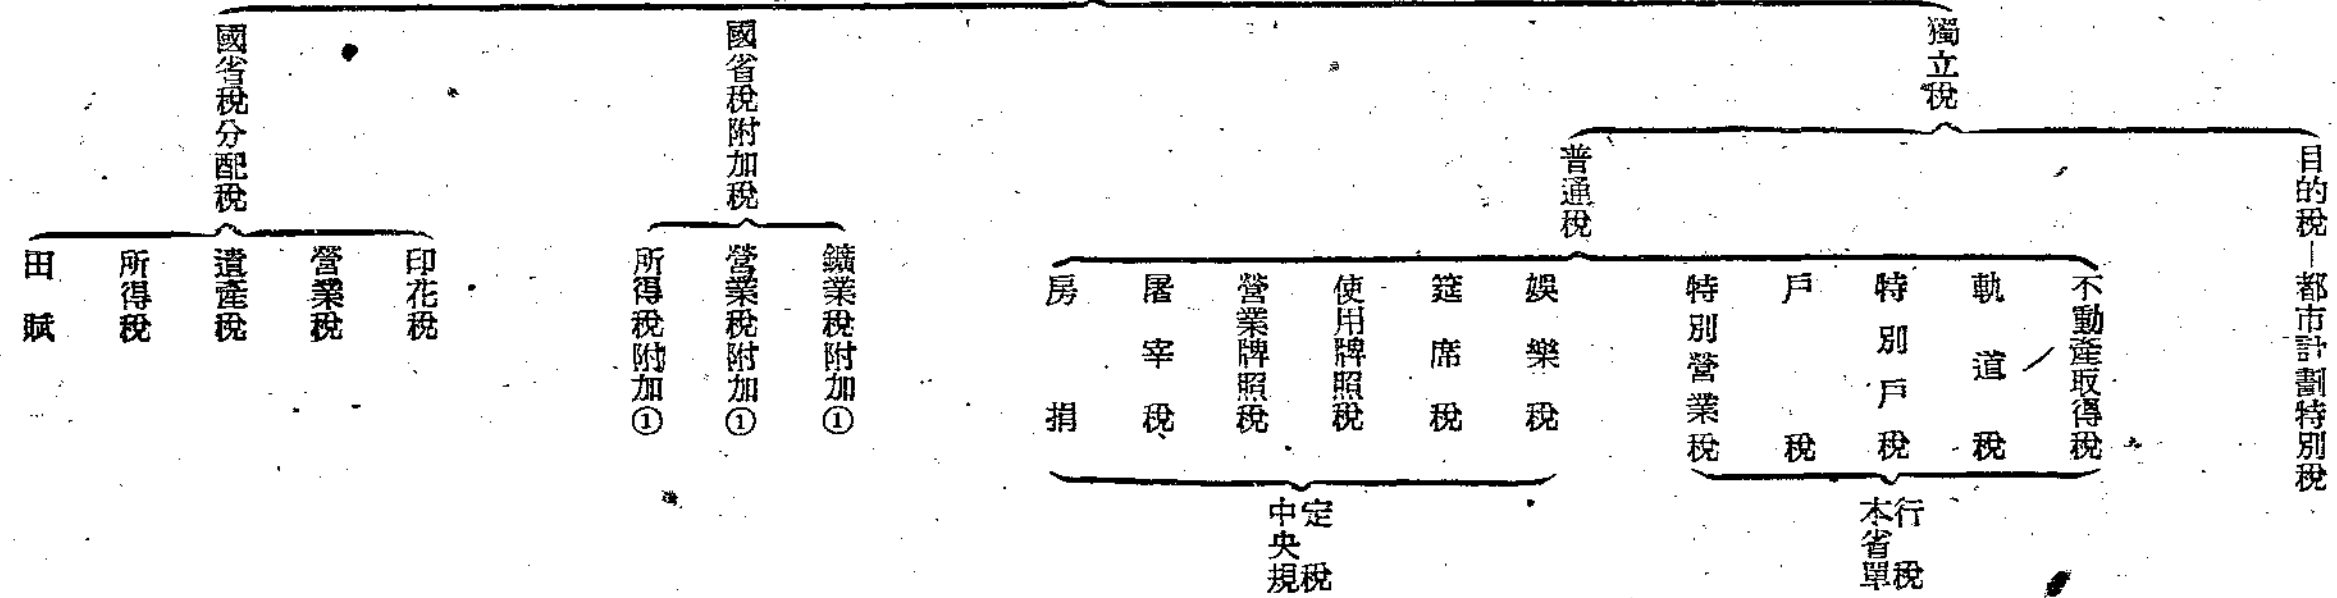 國省稅分配稅
國省稅附加稅
獨立稅
普通稅
目的稅—都市計劃特別稅
田賦
所得稅
遺產稅
營業稅
印花稅
所得稅附加①
營業稅附加①
鑛業稅附加①
房捐
屠宰稅
營業牌照稅
使用牌照稅
筵席稅
娛樂稅
特別營業稅
戶稅
特別戶稅
軌道稅
不動產取得稅
中央規
定稅
本省單
行稅